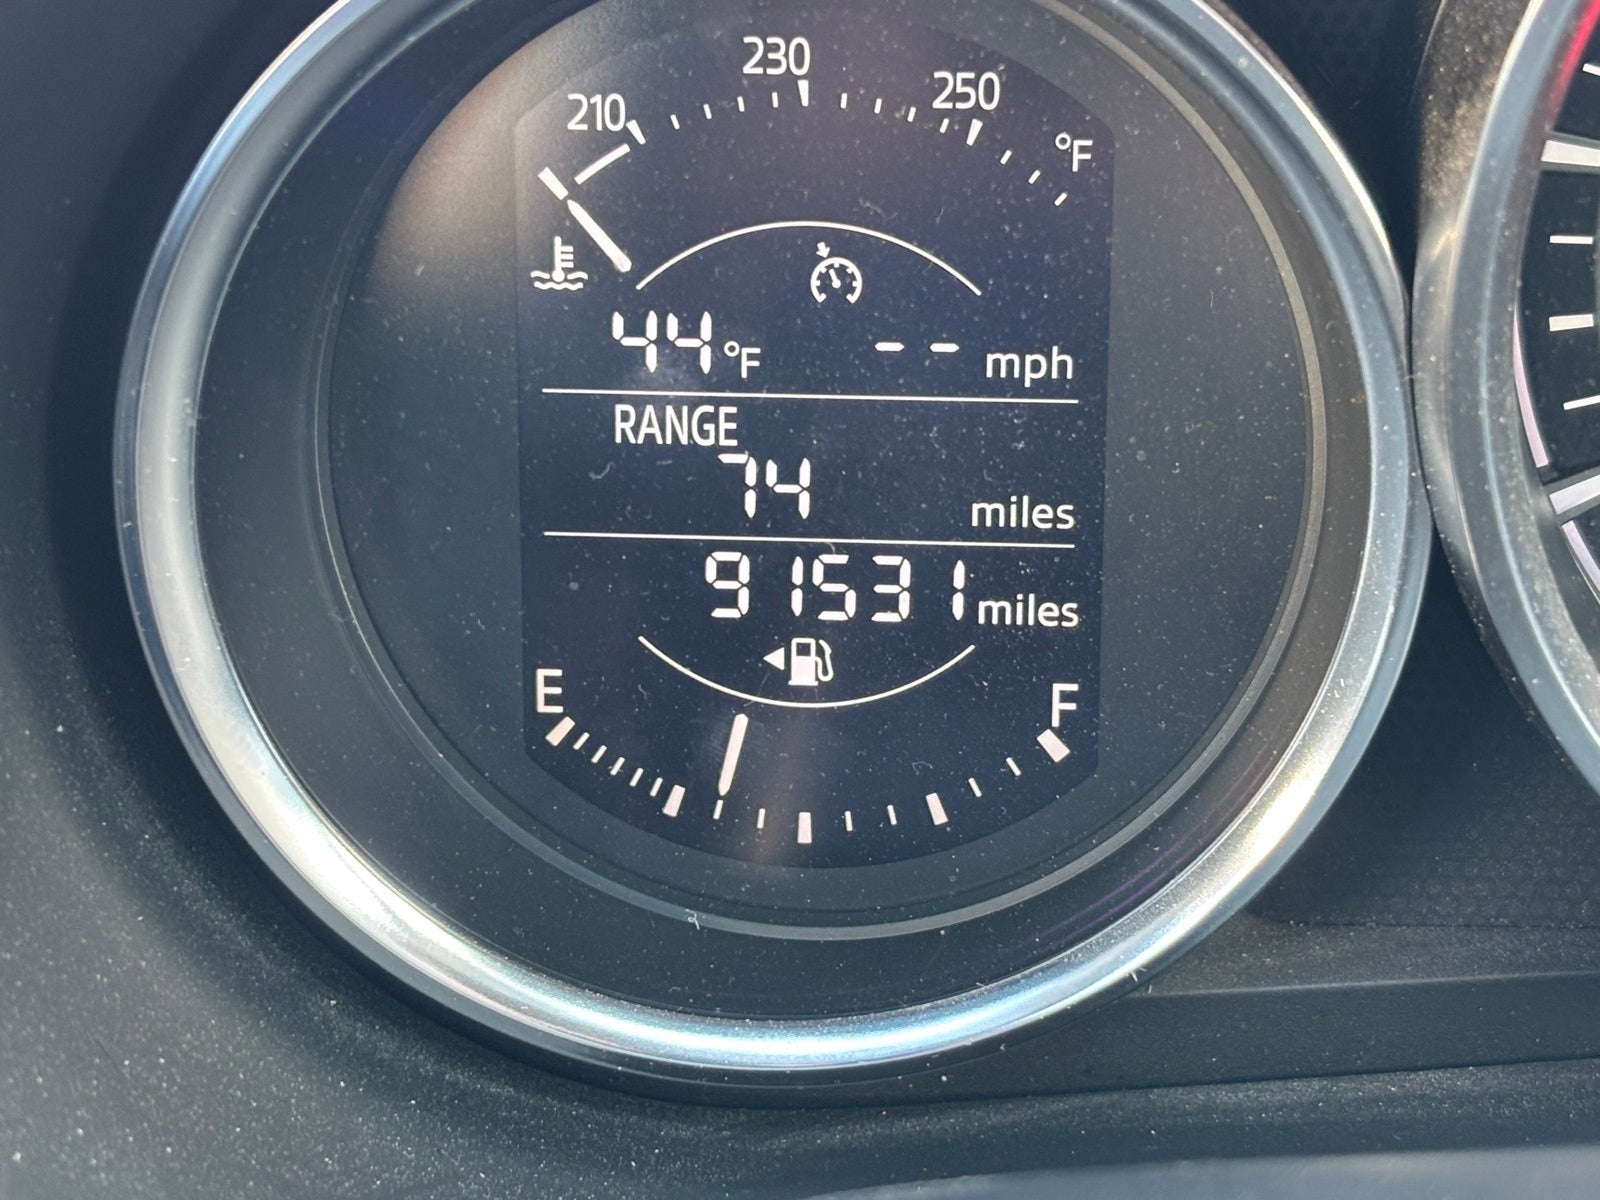 210 230 250 °F
44 °F -- mph
RANGE
74 miles
91531 miles
E F